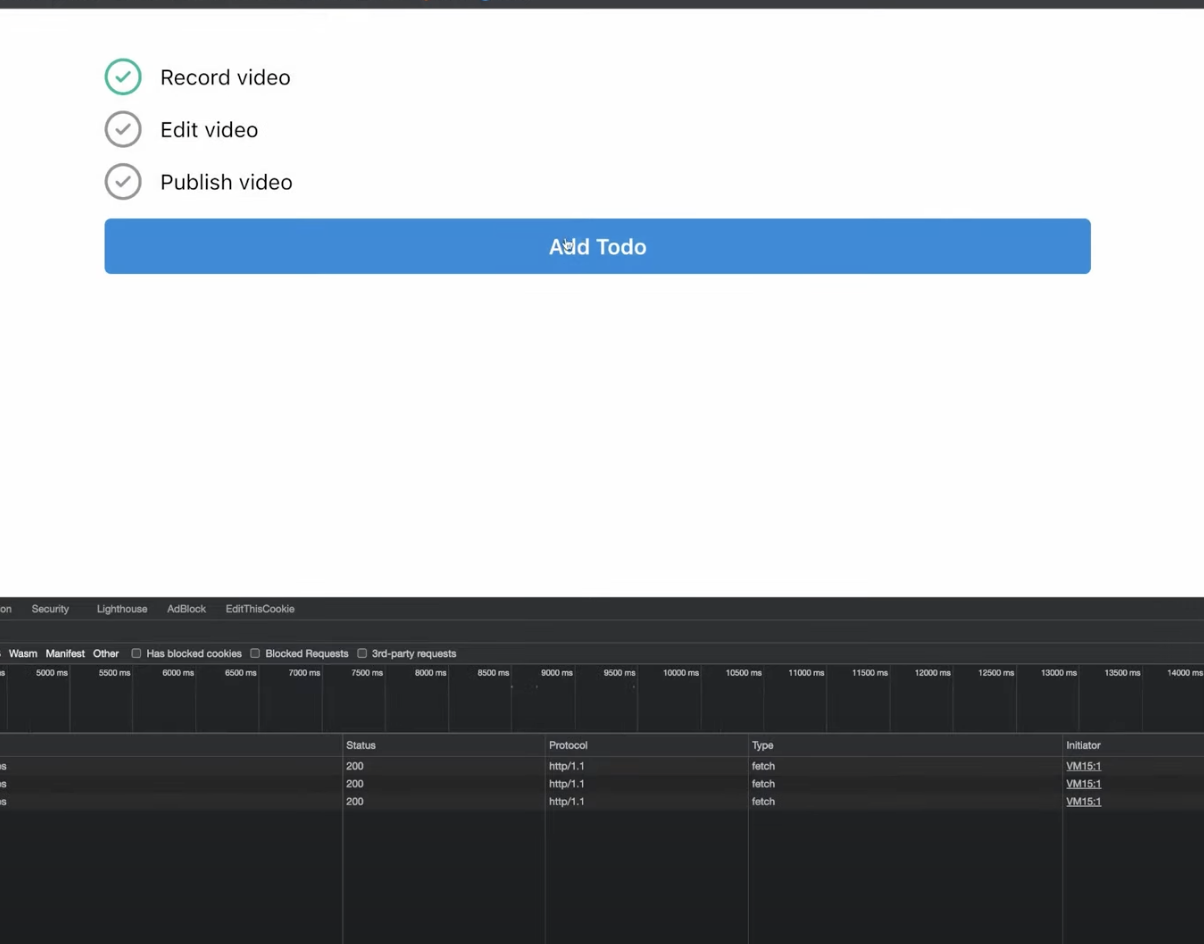 Record video
Edit video
Publish video
Add Todo
on Security Lighthouse AdBlock EditThisCookie
s Wasm Manifest Other Has blocked cookies Blocked Requests 3rd-party requests
s 5000 ms 5500 ms 6000 ms 6500 ms 7000 ms 7500 ms 8000 ms 8500 ms 9000 ms 9500 ms 10000 ms 10500 ms 11000 ms 11500 ms 12000 ms 12500 ms 13000 ms 13500 ms 14000 ms
Status Protocol Type Initiator
os 200 http/1.1 fetch VM15:1
os 200 http/1.1 fetch VM15:1
os 200 http/1.1 fetch VM15:1